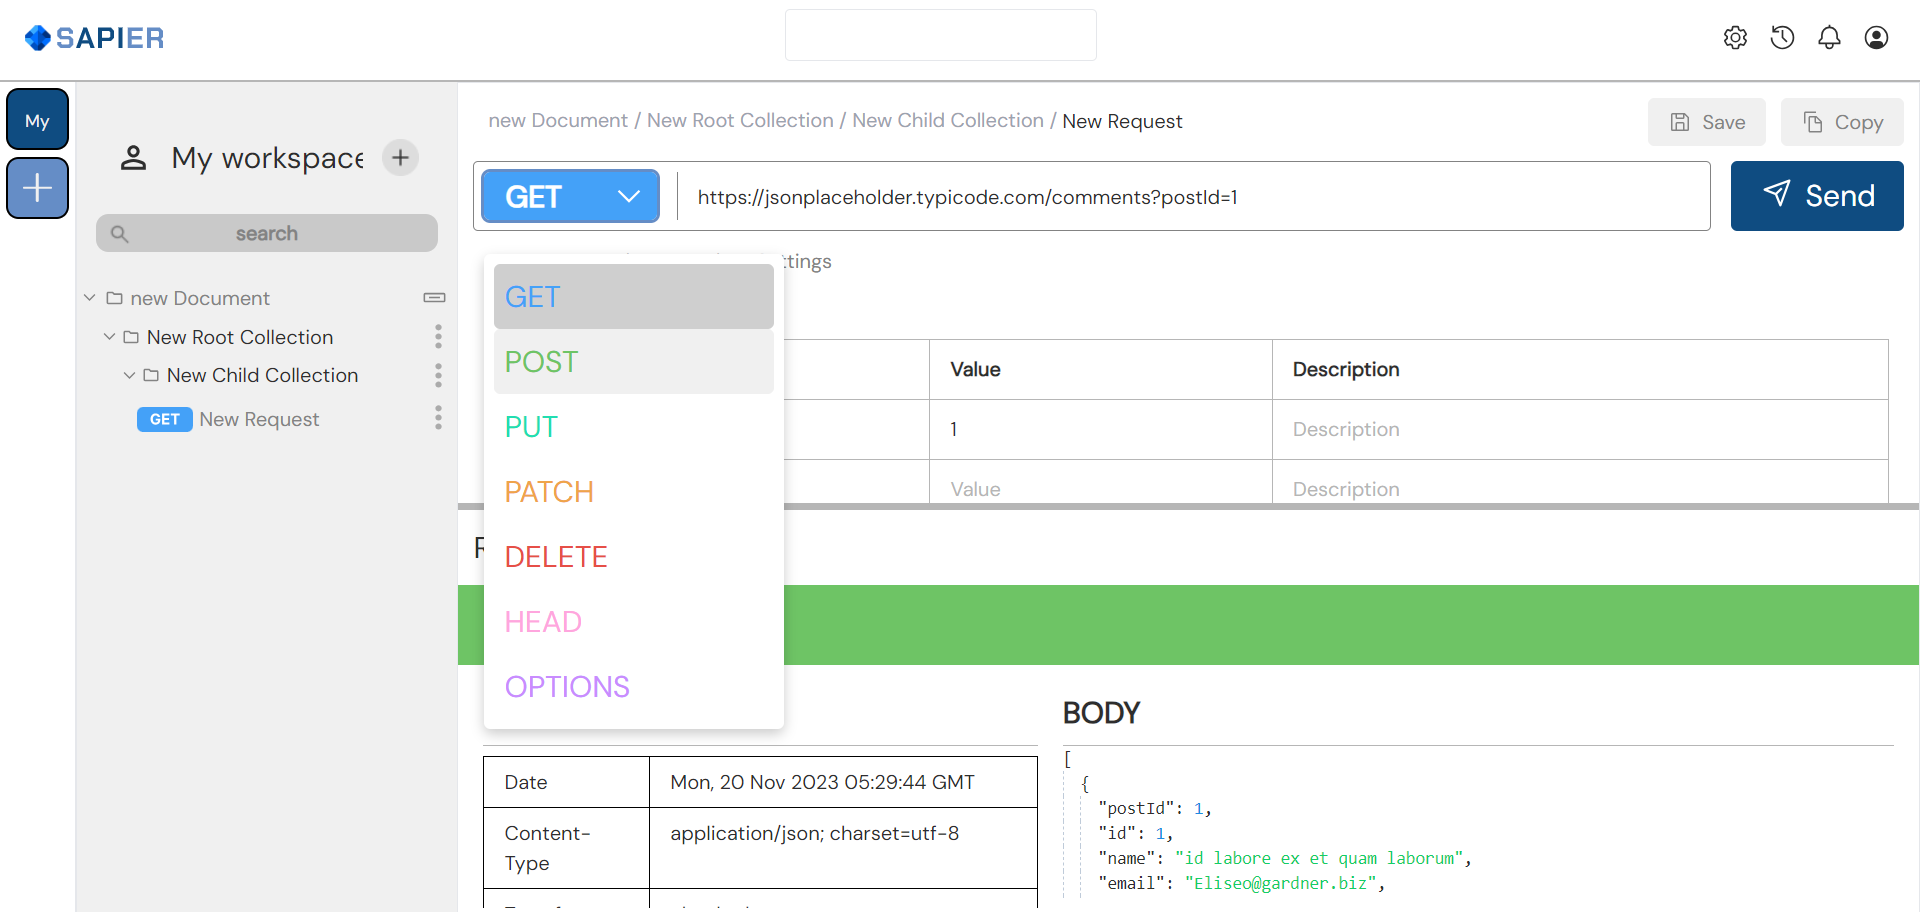 SAPIER
My
My workspace
search
new Document
New Root Collection
New Child Collection
GET New Request
new Document / New Root Collection / New Child Collection / New Request
Save
Copy
GET
https://jsonplaceholder.typicode.com/comments?postId=1
Send
GET
POST
PUT
PATCH
DELETE
HEAD
OPTIONS
Value Description
1 Description
Value Description
BODY
Date Mon, 20 Nov 2023 05:29:44 GMT
Content-
Type
application/json; charset=utf-8
[
{
"postId": 1,
"id": 1,
"name": "id labore ex et quam laborum",
"email": "Eliseo@gardner.biz",